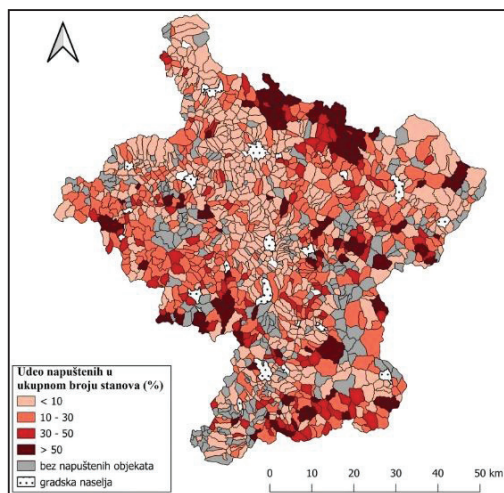 Udeo napuštenih u
ukupnom broju stanova (%)
< 10
10 - 30
30 - 50
> 50
bez napuštenih objekata
gradska naselja
0 10 20 30 40 50 km